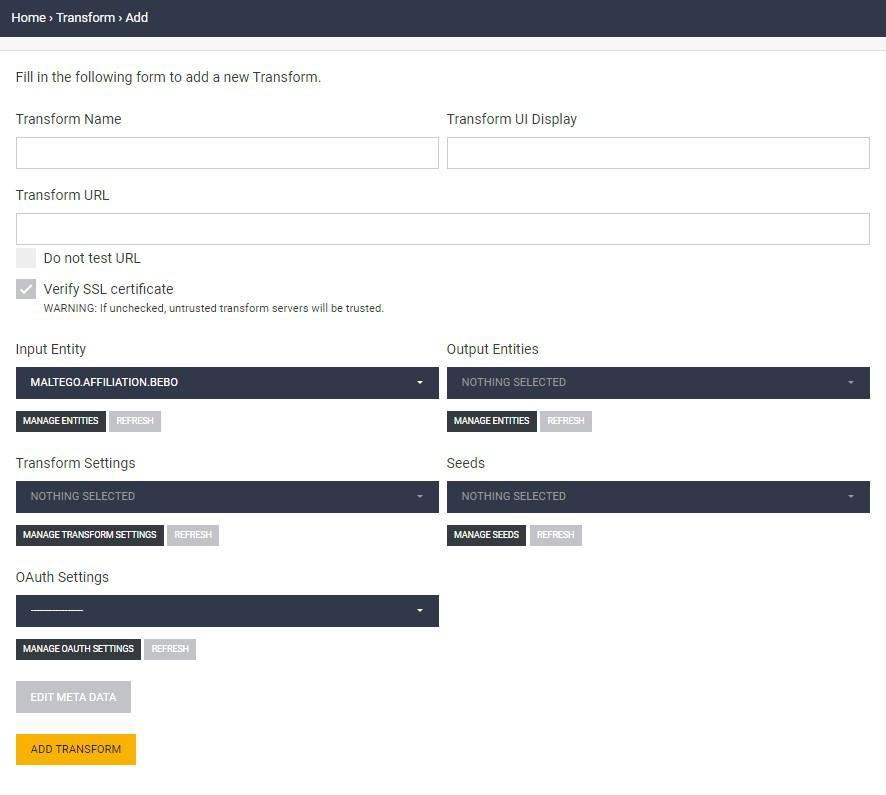 Home › Transform › Add
Fill in the following form to add a new Transform.
Transform Name
Transform UI Display
Transform URL
Do not test URL
Verify SSL certificate
WARNING: If unchecked, untrusted transform servers will be trusted.
Input Entity
Output Entities
MALTEGO.AFFILIATION.BEBO
NOTHING SELECTED
MANAGE ENTITIES REFRESH
MANAGE ENTITIES REFRESH
Transform Settings
Seeds
NOTHING SELECTED
NOTHING SELECTED
MANAGE TRANSFORM SETTINGS REFRESH
MANAGE SEEDS REFRESH
OAuth Settings
---------------
MANAGE OAUTH SETTINGS REFRESH
EDIT META DATA
ADD TRANSFORM